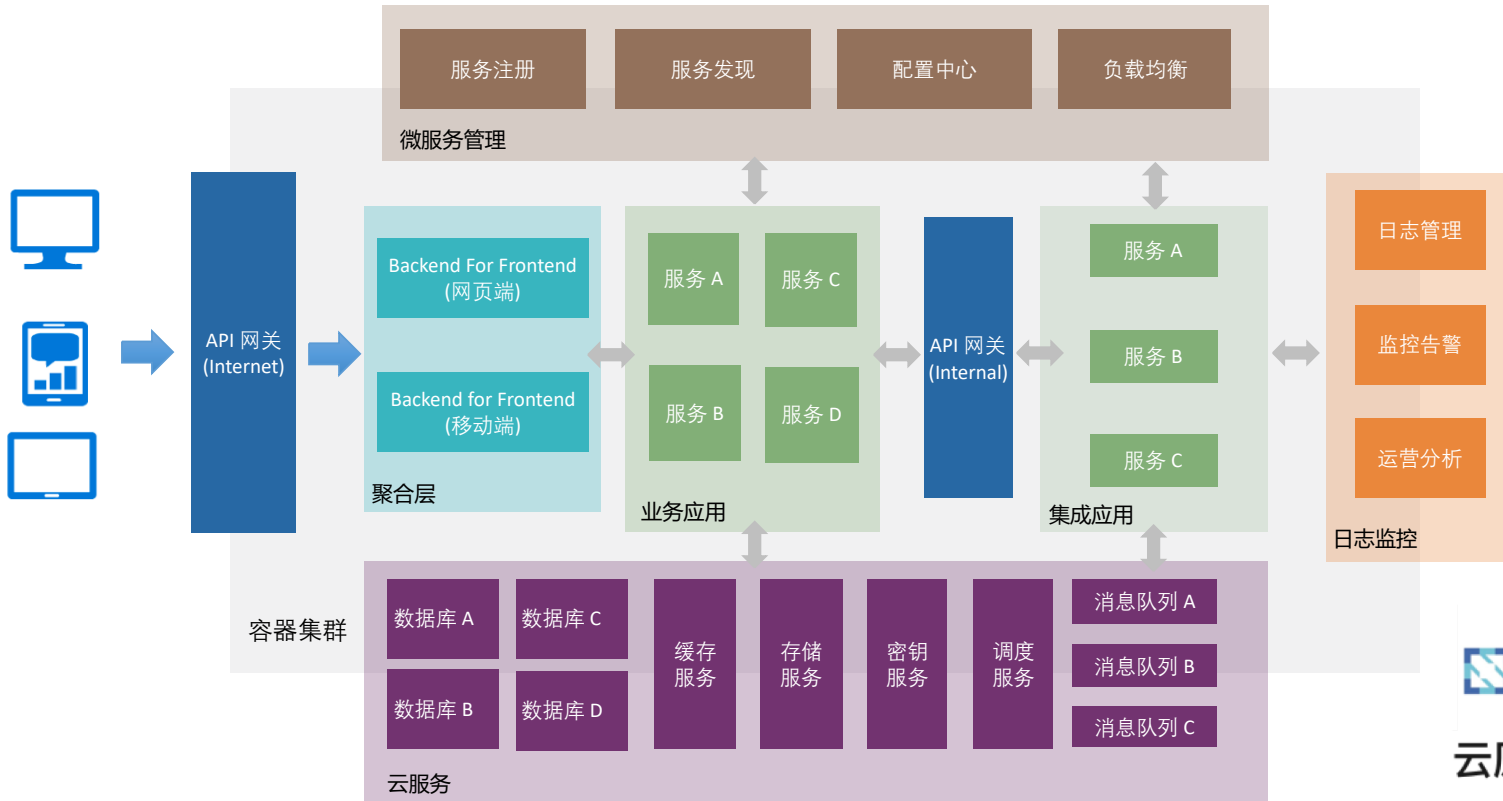 服务注册
服务发现
配置中心
负载均衡
微服务管理
API 网关
(Internet)
Backend For Frontend
(网页端)
Backend for Frontend
(移动端)
聚合层
服务 A
服务 C
服务 B
服务 D
业务应用
API 网关
(Internal)
服务 A
服务 B
服务 C
集成应用
日志管理
监控告警
运营分析
日志监控
容器集群
数据库 A
数据库 C
数据库 B
数据库 D
缓存
服务
存储
服务
密钥
服务
调度
服务
消息队列 A
消息队列 B
消息队列 C
云服务
云